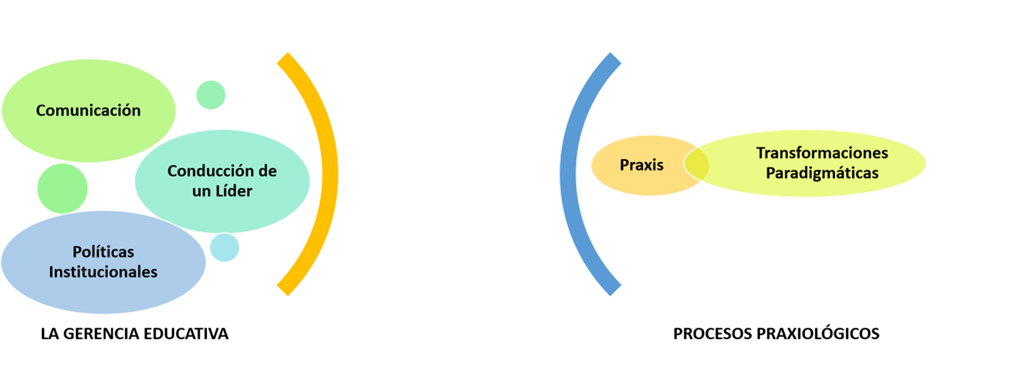 Comunicación
Conducción de
un Líder
Políticas
Institucionales
LA GERENCIA EDUCATIVA
Praxis
Transformaciones
Paradigmáticas
PROCESOS PRAXIOLÓGICOS